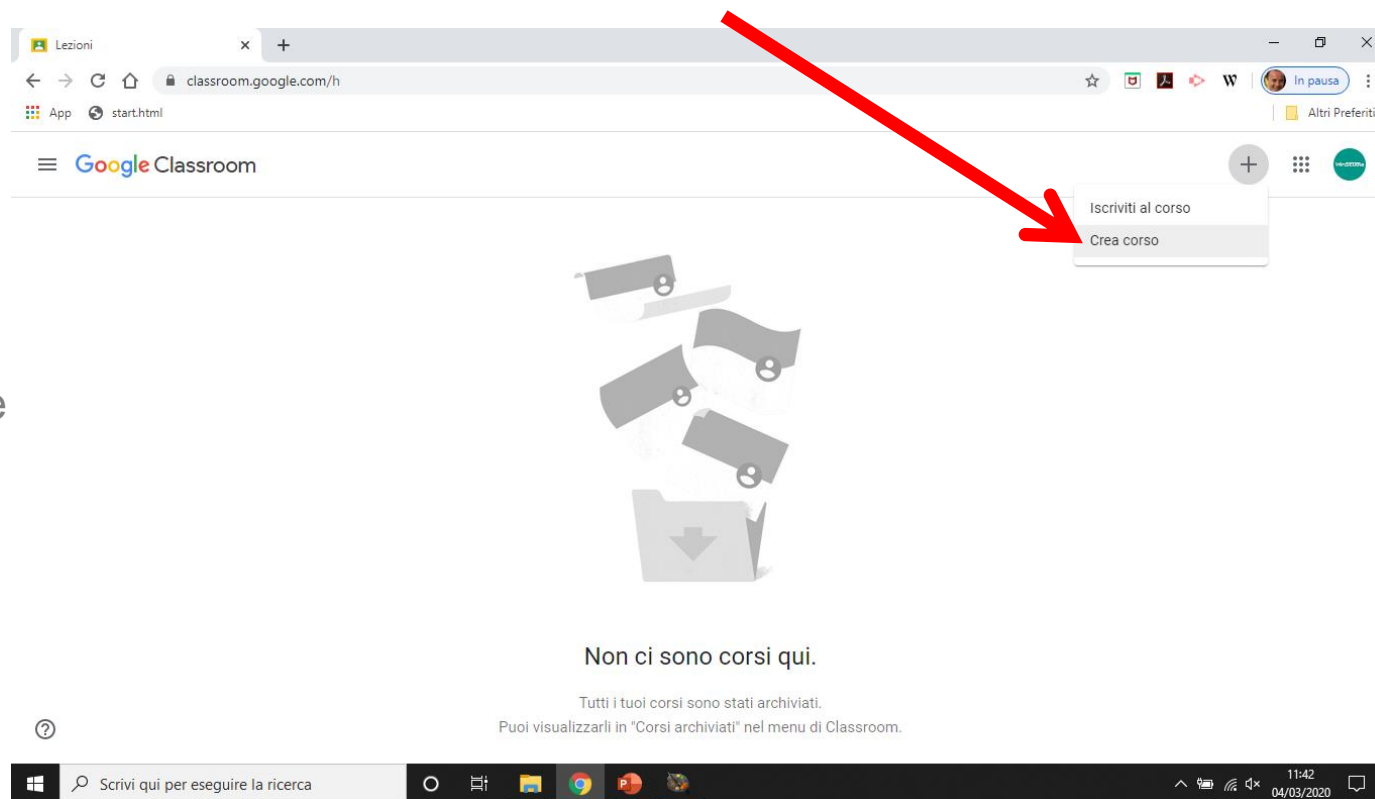 Lezioni
classroom.google.com/h
In pausa
App start.html
Altri Preferiti
Google Classroom
Iscriviti al corso
Crea corso
e
Non ci sono corsi qui.
Tutti i tuoi corsi sono stati archiviati.
Puoi visualizzarli in "Corsi archiviati" nel menu di Classroom.
Scrivi qui per eseguire la ricerca
11:42
04/03/2020